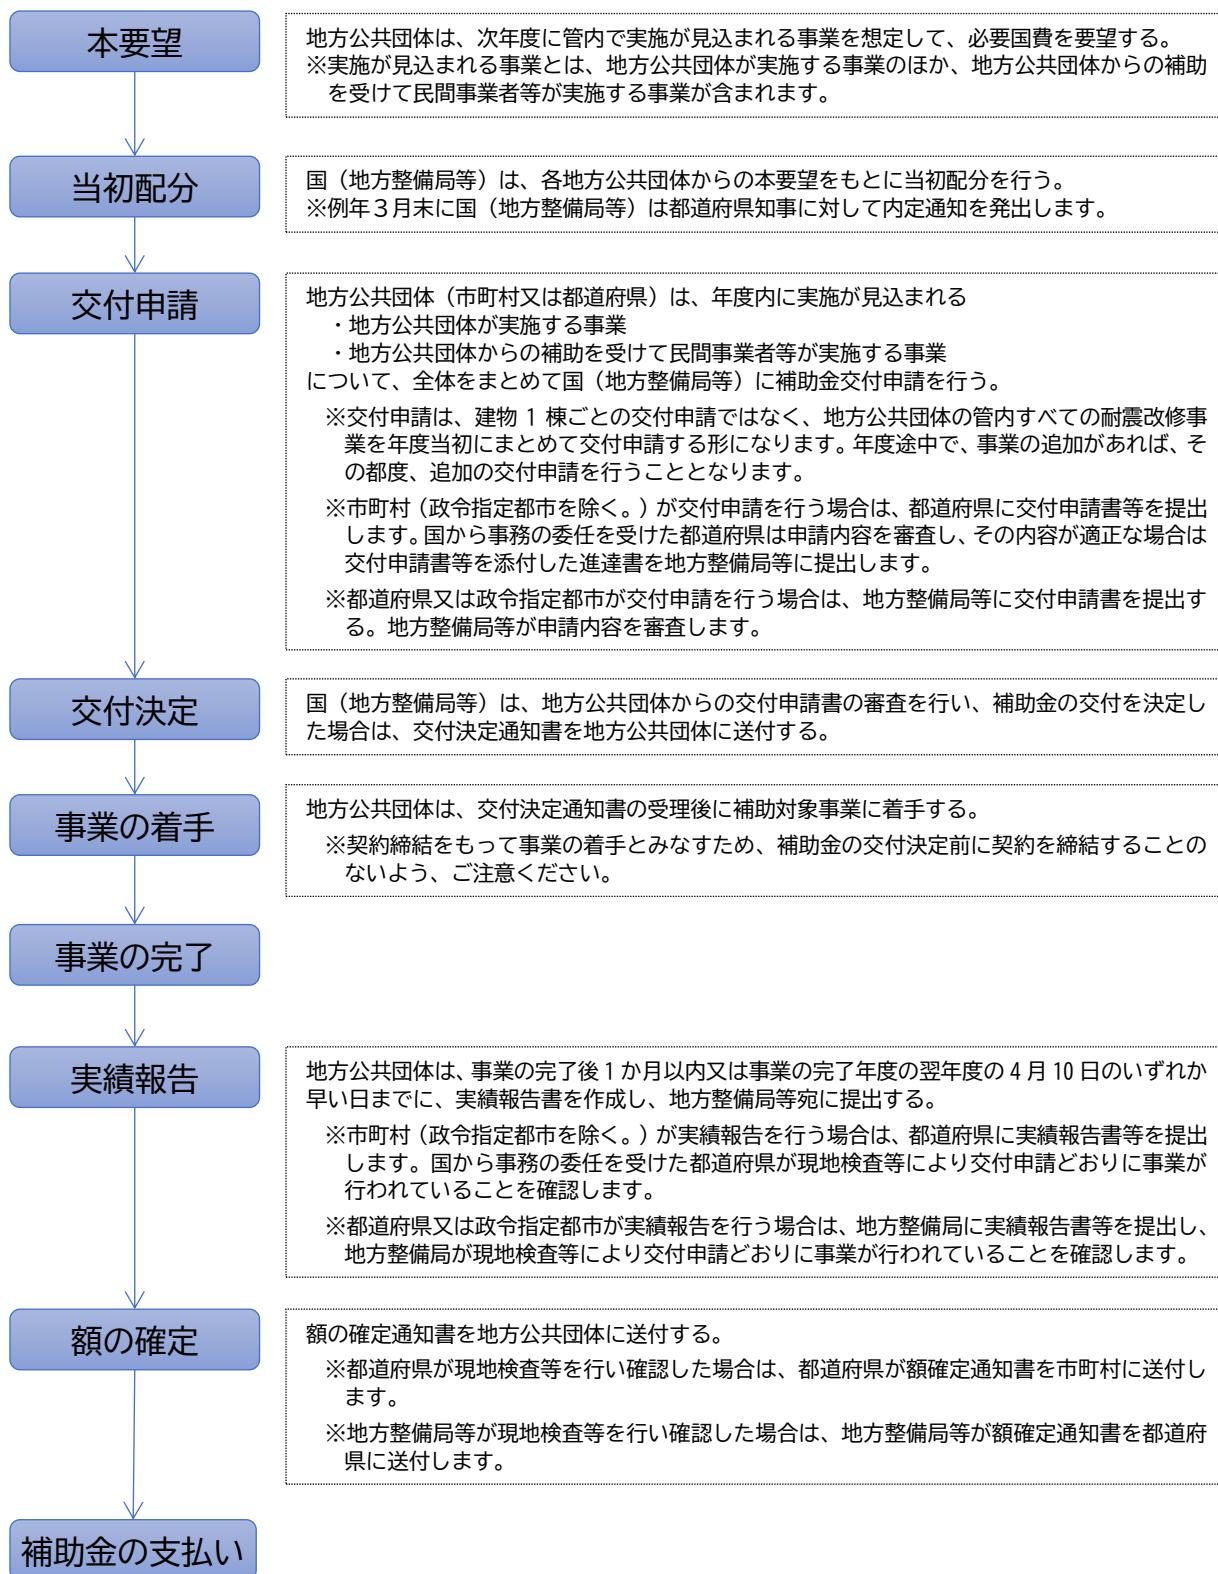 本要望
地方公共団体は、次年度に管内で実施が見込まれる事業を想定して、必要国費を要望する。
※実施が見込まれる事業とは、地方公共団体が実施する事業のほか、地方公共団体からの補助
を受けて民間事業者等が実施する事業が含まれます。
当初配分
国（地方整備局等）は、各地方公共団体からの本要望をもとに当初配分を行う。
※例年３月末に国（地方整備局等）は都道府県知事に対して内定通知を発出します。
交付申請
地方公共団体（市町村又は都道府県）は、年度内に実施が見込まれる
・地方公共団体が実施する事業
・地方公共団体からの補助を受けて民間事業者等が実施する事業
について、全体をまとめて国（地方整備局等）に補助金交付申請を行う。
※交付申請は、建物 1 棟ごとの交付申請ではなく、地方公共団体の管内すべての耐震改修事
業を年度当初にまとめて交付申請する形になります。年度途中で、事業の追加があれば、そ
の都度、追加の交付申請を行うこととなります。
※市町村（政令指定都市を除く。）が交付申請を行う場合は、都道府県に交付申請書等を提出
します。国から事務の委任を受けた都道府県は申請内容を審査し、その内容が適正な場合は
交付申請書等を添付した進達書を地方整備局等に提出します。
※都道府県又は政令指定都市が交付申請を行う場合は、地方整備局等に交付申請書を提出す
る。地方整備局等が申請内容を審査します。
交付決定
国（地方整備局等）は、地方公共団体からの交付申請書の審査を行い、補助金の交付を決定し
た場合は、交付決定通知書を地方公共団体に送付する。
事業の着手
地方公共団体は、交付決定通知書の受理後に補助対象事業に着手する。
※契約締結をもって事業の着手とみなすため、補助金の交付決定前に契約を締結することの
ないよう、ご注意ください。
事業の完了
実績報告
地方公共団体は、事業の完了後 1 か月以内又は事業の完了年度の翌年度の 4 月 10 日のいずれか
早い日までに、実績報告書を作成し、地方整備局等宛に提出する。
※市町村（政令指定都市を除く。）が実績報告を行う場合は、都道府県に実績報告書等を提出
します。国から事務の委任を受けた都道府県が現地検査等により交付申請どおりに事業が
行われていることを確認します。
※都道府県又は政令指定都市が実績報告を行う場合は、地方整備局に実績報告書等を提出し、
地方整備局が現地検査等により交付申請どおりに事業が行われていることを確認します。
額の確定
額の確定通知書を地方公共団体に送付する。
※都道府県が現地検査等を行い確認した場合は、都道府県が額確定通知書を市町村に送付し
ます。
※地方整備局等が現地検査等を行い確認した場合は、地方整備局等が額確定通知書を都道府
県に送付します。
補助金の支払い